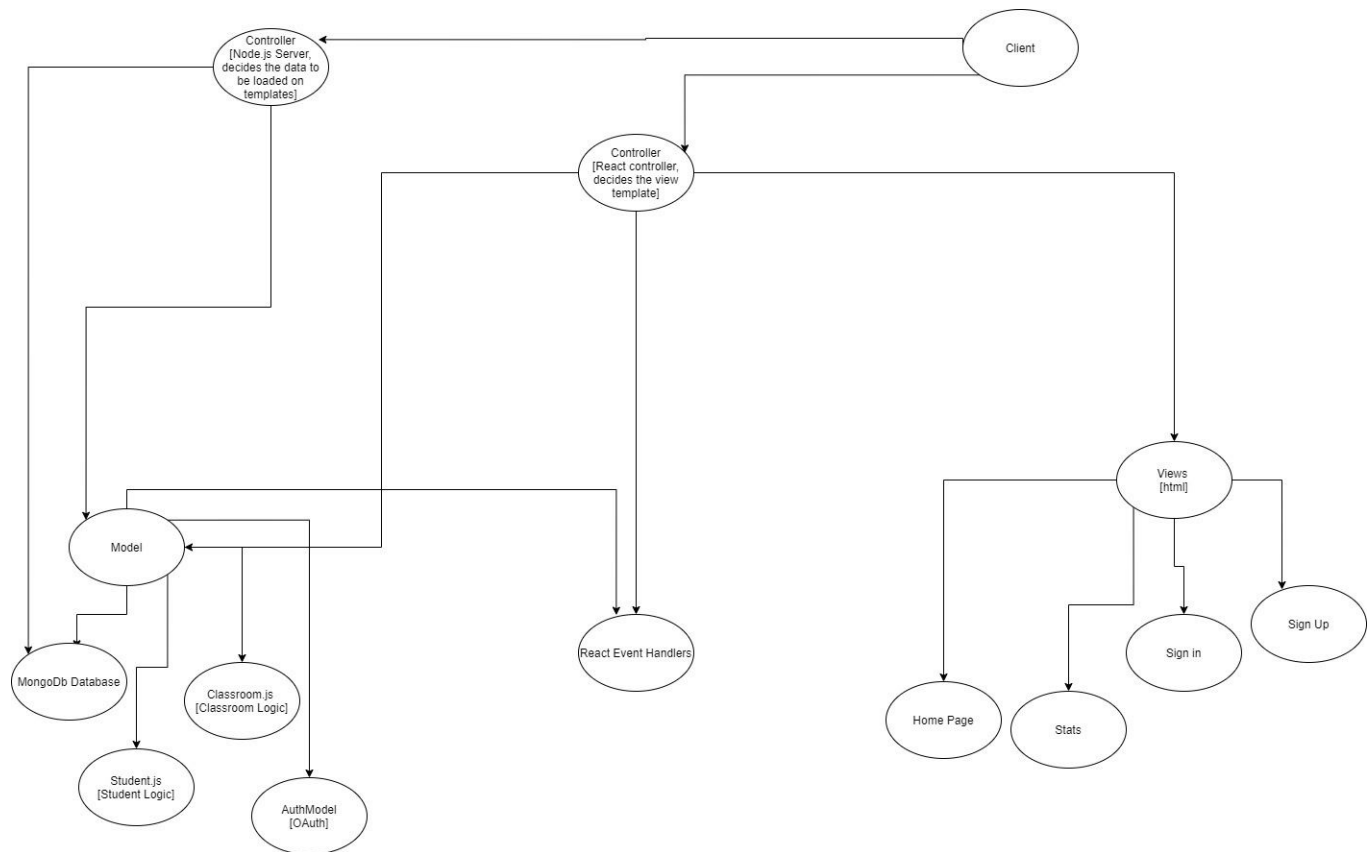 Controller
[Node.js Server,
decides the data to
be loaded on
templates]
Client
Controller
[React controller,
decides the view
template]
Views
[html]
Model
MongoDb Database
Classroom.js
[Classroom Logic]
Student.js
[Student Logic]
AuthModel
[OAuth]
React Event Handlers
Home Page
Stats
Sign in
Sign Up